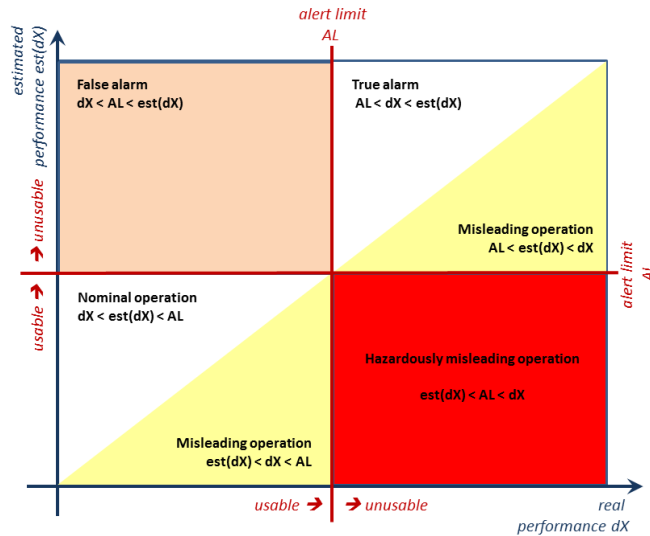 alert limit
AL
estimated
performance est(dX)
False alarm
dX < AL < est(dX)
True alarm
AL < dX < est(dX)
usable ➔ ➔ unusable
Misleading operation
AL < est(dX) < dX
alert limit
AL
Nominal operation
dX < est(dX) < AL
Hazardously misleading operation
est(dX) < AL < dX
Misleading operation
est(dX) < dX < AL
usable ➔ ➔ unusable
real
performance dX